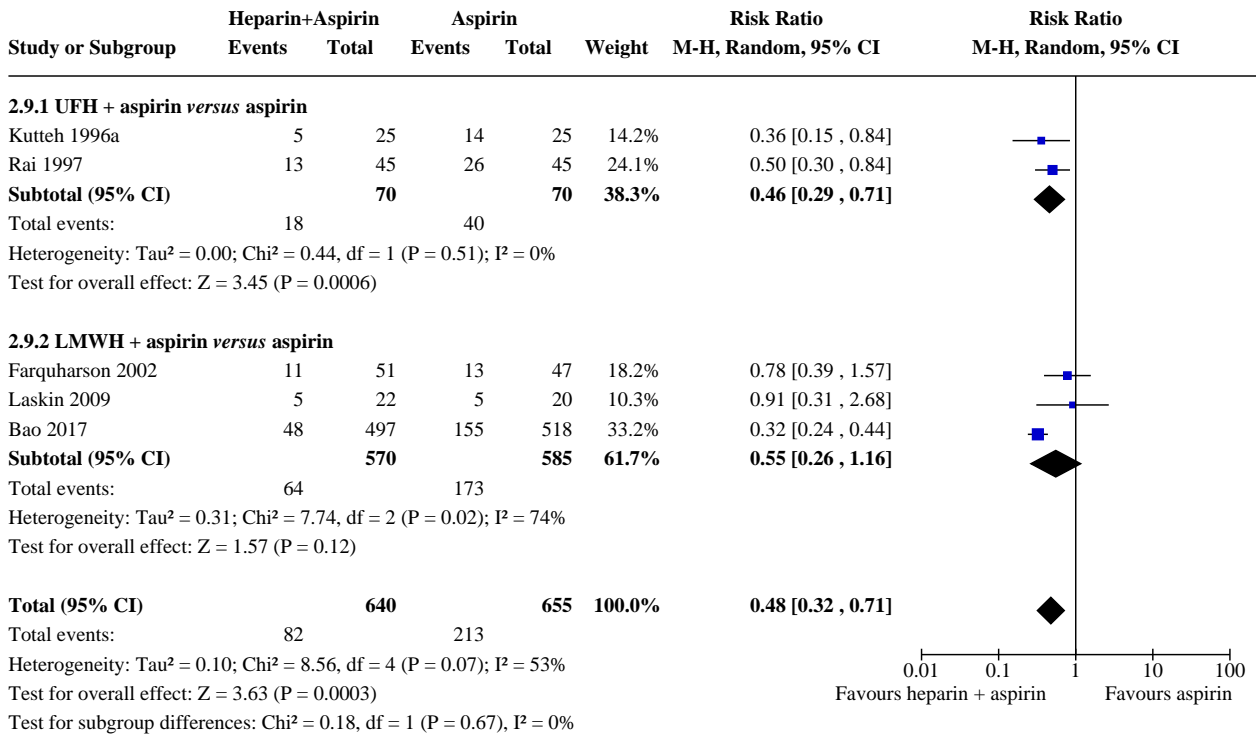 Heparin+Aspirin Aspirin Risk Ratio Risk Ratio
Study or Subgroup Events Total Events Total Weight M-H, Random, 95% CI M-H, Random, 95% CI
2.9.1 UFH + aspirin versus aspirin
Kutteh 1996a 5 25 14 25 14.2% 0.36 [0.15 , 0.84]
Rai 1997 13 45 26 45 24.1% 0.50 [0.30 , 0.84]
Subtotal (95% CI) 70 70 38.3% 0.46 [0.29 , 0.71]
Total events: 18 40
Heterogeneity: Tau² = 0.00; Chi² = 0.44, df = 1 (P = 0.51); I² = 0%
Test for overall effect: Z = 3.45 (P = 0.0006)
2.9.2 LMWH + aspirin versus aspirin
Farquharson 2002 11 51 13 47 18.2% 0.78 [0.39 , 1.57]
Laskin 2009 5 22 5 20 10.3% 0.91 [0.31 , 2.68]
Bao 2017 48 497 155 518 33.2% 0.32 [0.24 , 0.44]
Subtotal (95% CI) 570 585 61.7% 0.55 [0.26 , 1.16]
Total events: 64 173
Heterogeneity: Tau² = 0.31; Chi² = 7.74, df = 2 (P = 0.02); I² = 74%
Test for overall effect: Z = 1.57 (P = 0.12)
Total (95% CI) 640 655 100.0% 0.48 [0.32 , 0.71]
Total events: 82 213
Heterogeneity: Tau² = 0.10; Chi² = 8.56, df = 4 (P = 0.07); I² = 53%
Test for overall effect: Z = 3.63 (P = 0.0003)
Test for subgroup differences: Chi² = 0.18, df = 1 (P = 0.67), I² = 0%
0.01 0.1 1 10 100
Favours heparin + aspirin Favours aspirin